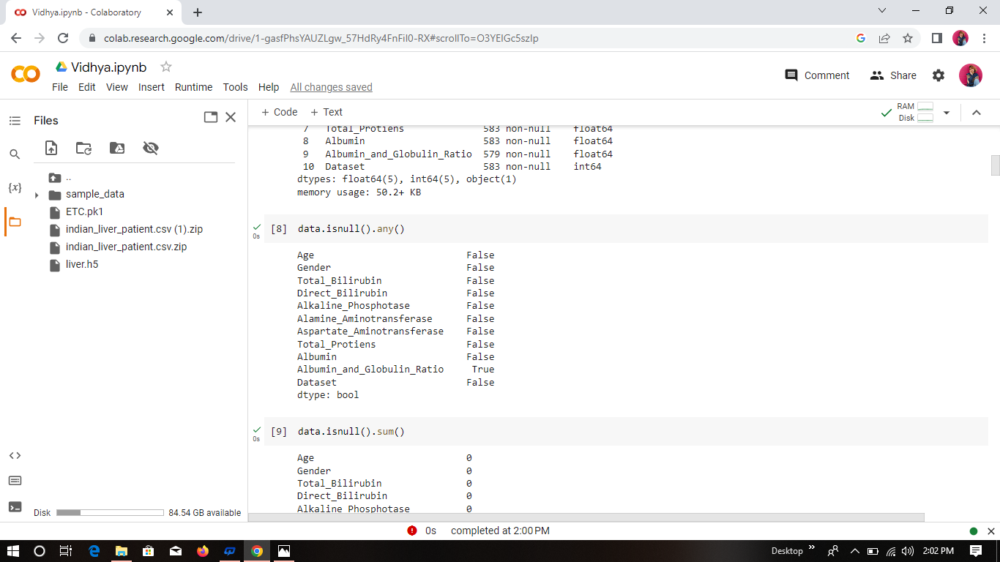 Vidhya.ipynb - Colaboratory
colab.research.google.com/drive/1-gasfPhsYAUZLgw_57HdRy4FnFiI0-RX#scrollTo=O3YElGc5szIp
Vidhya.ipynb
File Edit View Insert Runtime Tools Help All changes saved
Comment Share
Files
+ Code + Text
RAM
Disk
..
sample_data
ETC.pk1
indian_liver_patient.csv (1).zip
indian_liver_patient.csv.zip
liver.h5
{x}
Disk 84.54 GB available
7 Total_Protiens 583 non-null float64
8 Albumin 583 non-null float64
9 Albumin_and_Globulin_Ratio 579 non-null float64
10 Dataset 583 non-null int64
dtypes: float64(5), int64(5), object(1)
memory usage: 50.2+ KB
0s
[8] data.isnull().any()
Age False
Gender False
Total_Bilirubin False
Direct_Bilirubin False
Alkaline_Phosphotase False
Alamine_Aminotransferase False
Aspartate_Aminotransferase False
Total_Protiens False
Albumin False
Albumin_and_Globulin_Ratio True
Dataset False
dtype: bool
0s
[9] data.isnull().sum()
Age 0
Gender 0
Total_Bilirubin 0
Direct_Bilirubin 0
Alkaline_Phosphotase 0
0s completed at 2:00 PM
Desktop 2:02 PM